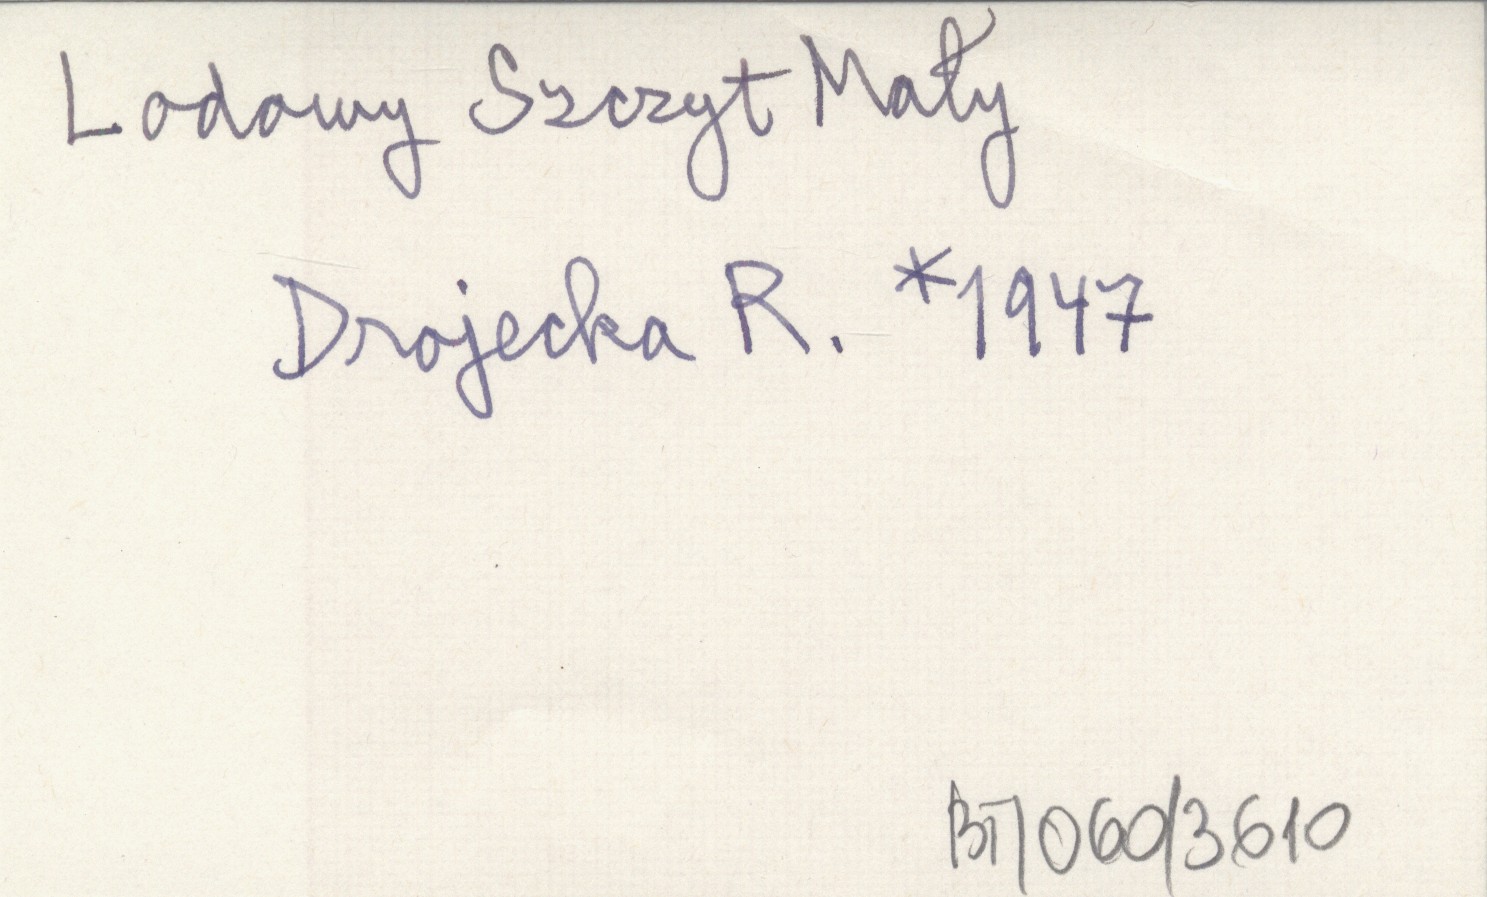 Lodowy Szczyt Mały
Drojecka R. *1947
BT/060/3610